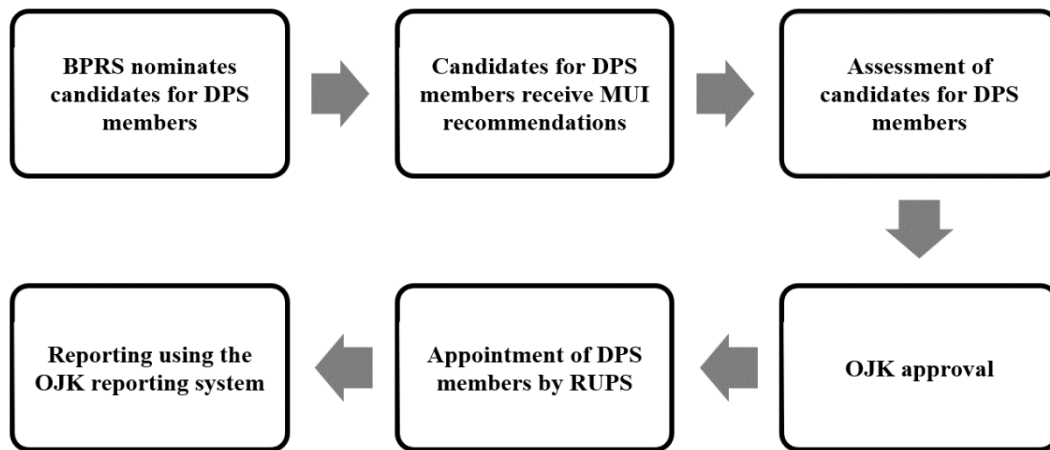 BPRS nominates
candidates for DPS
members
Candidates for DPS
members receive MUI
recommendations
Assessment of
candidates for DPS
members
OJK approval
Appointment of DPS
members by RUPS
Reporting using the
OJK reporting system